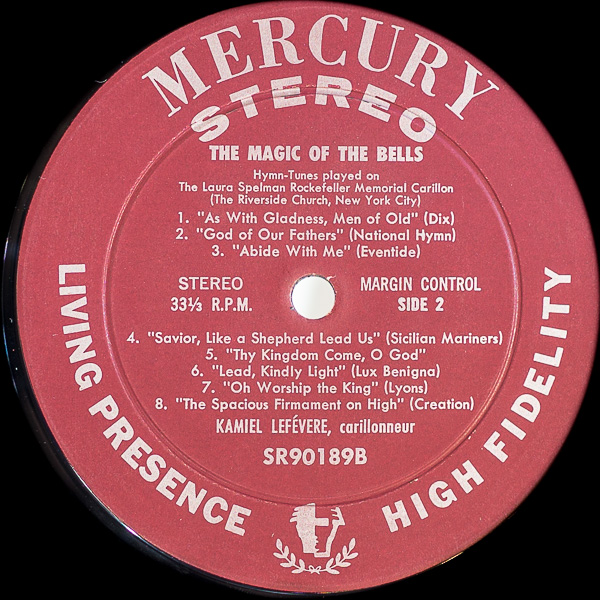 MERCURY
STEREO
THE MAGIC OF THE BELLS
Hymn-Tunes played on
The Laura Spelman Rockefeller Memorial Carillon
(The Riverside Church, New York City)
1. "As With Gladness, Men of Old" (Dix)
2. "God of Our Fathers" (National Hymn)
3. "Abide With Me" (Eventide)
STEREO
33⅓ R.P.M.
MARGIN CONTROL
SIDE 2
4. "Savior, Like a Shepherd Lead Us" (Sicilian Mariners)
5. "Thy Kingdom Come, O God"
6. "Lead, Kindly Light" (Lux Benigna)
7. "Oh Worship the King" (Lyons)
8. "The Spacious Firmament on High" (Creation)
KAMIEL LEFÉVERE, carillonneur
SR90189B
LIVING PRESENCE
HIGH FIDELITY